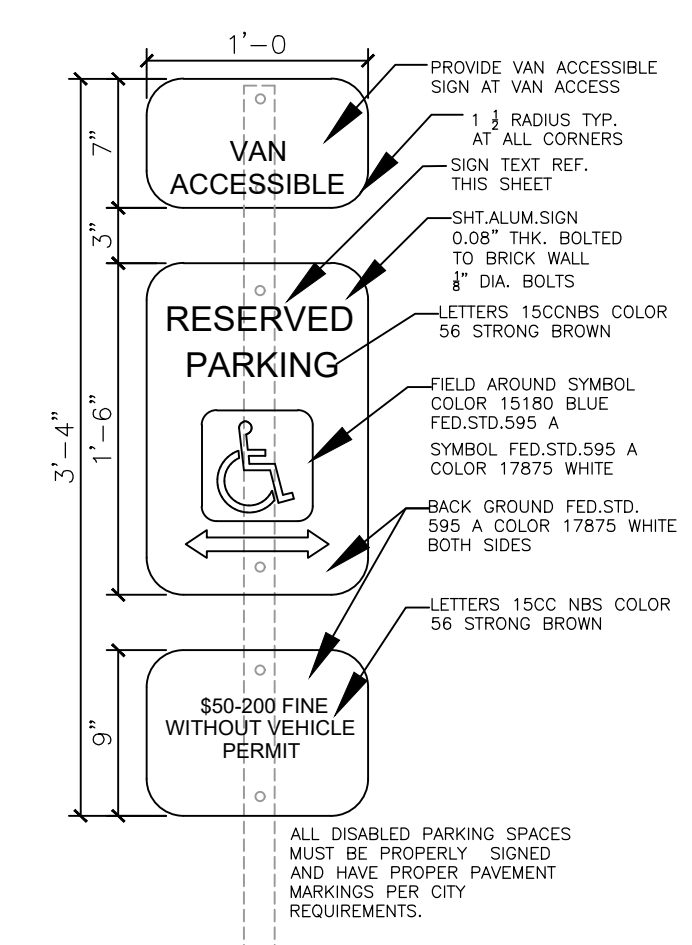 1'-0
PROVIDE VAN ACCESSIBLE
SIGN AT VAN ACCESS
7"
1 1/2 RADIUS TYP.
AT ALL CORNERS
VAN
ACCESSIBLE
SIGN TEXT REF.
THIS SHEET
3"
SHT.ALUM.SIGN
0.08" THK. BOLTED
TO BRICK WALL
1/8" DIA. BOLTS
RESERVED
PARKING
LETTERS 15CCNBS COLOR
56 STRONG BROWN
3'-4"
1'-6"
FIELD AROUND SYMBOL
COLOR 15180 BLUE
FED.STD.595 A
SYMBOL FED.STD.595 A
COLOR 17875 WHITE
BACK GROUND FED.STD.
595 A COLOR 17875 WHITE
BOTH SIDES
LETTERS 15CC NBS COLOR
56 STRONG BROWN
9"
$50-200 FINE
WITHOUT VEHICLE
PERMIT
ALL DISABLED PARKING SPACES
MUST BE PROPERLY SIGNED
AND HAVE PROPER PAVEMENT
MARKINGS PER CITY
REQUIREMENTS.